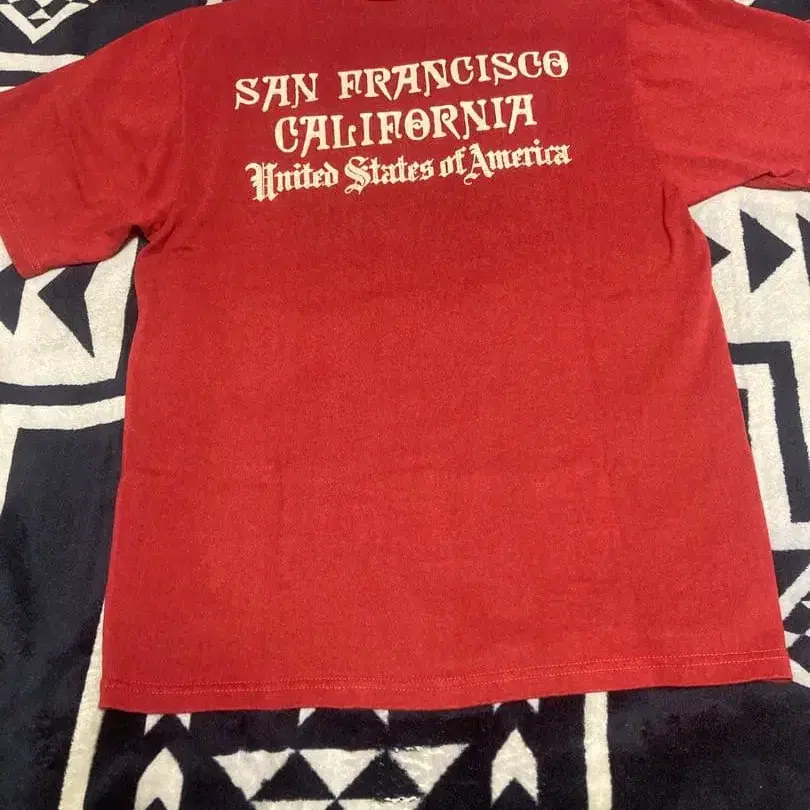 SAN FRANCISCO
CALIFORNIA
United States of America